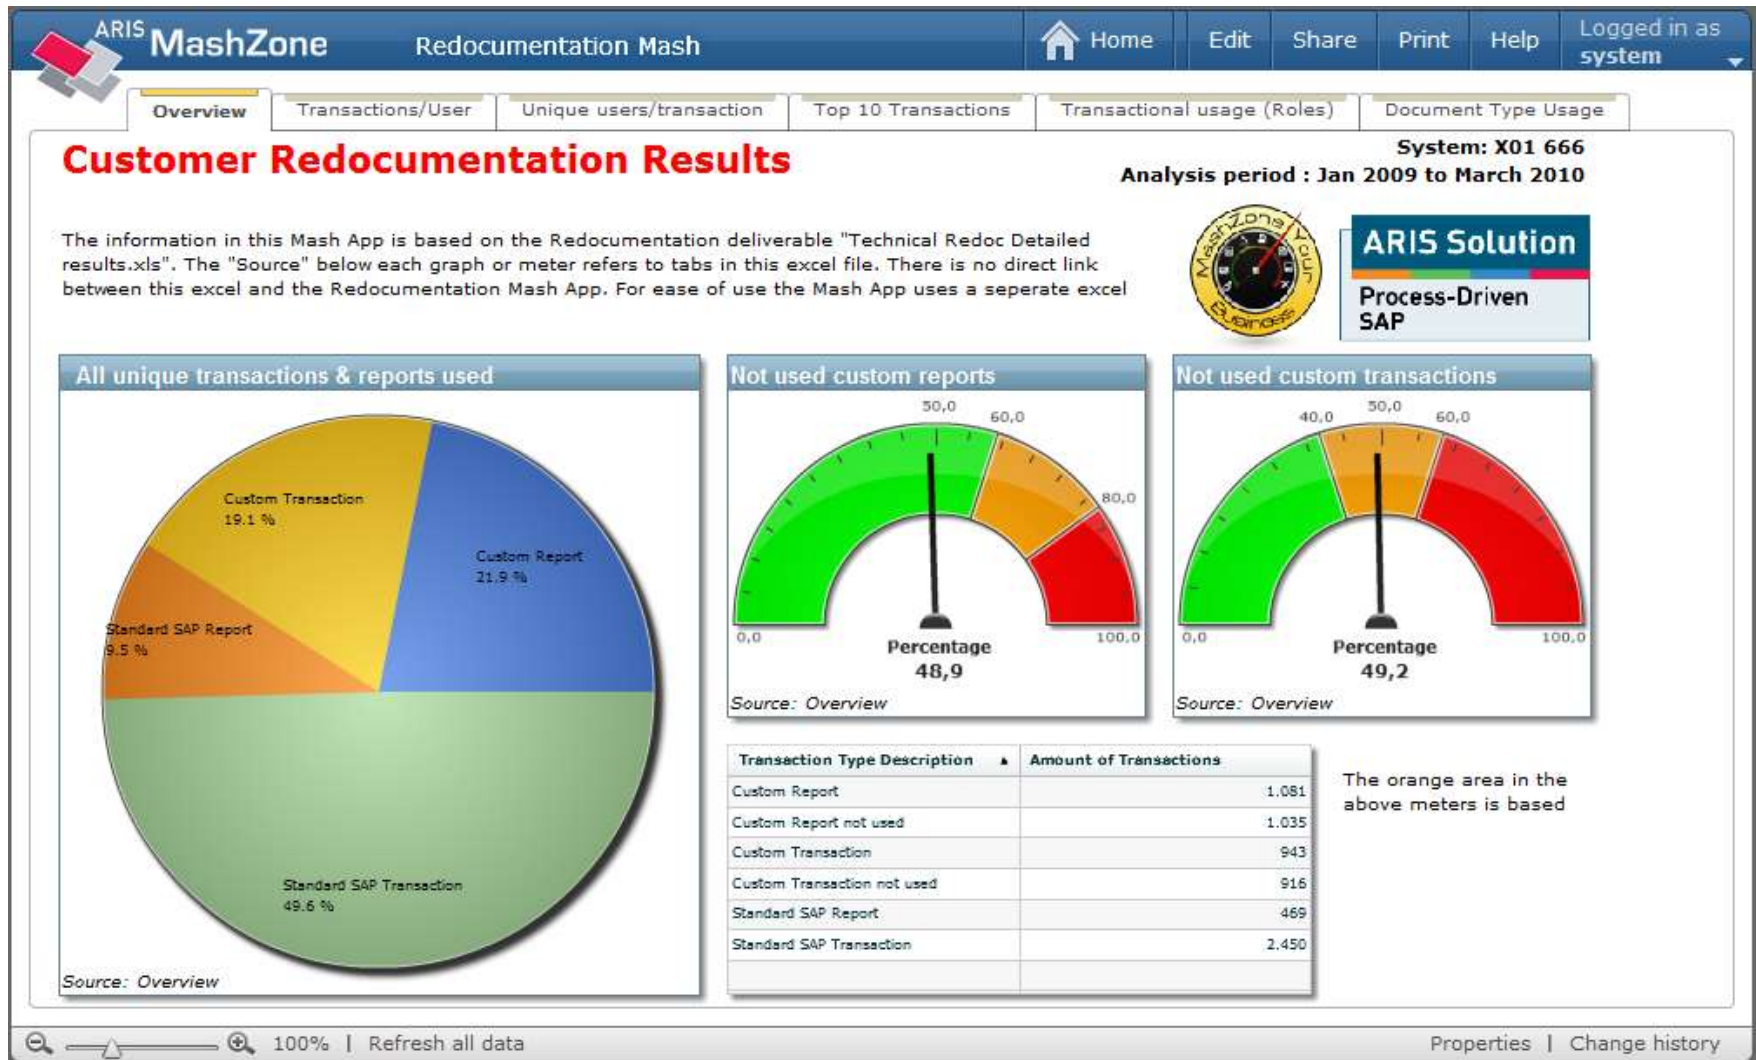 ARIS MashZone
Redocumentation Mash
Home
Edit
Share
Print
Help
Logged in as
system
Overview
Transactions/User
Unique users/transaction
Top 10 Transactions
Transactional usage (Roles)
Document Type Usage
Customer Redocumentation Results
System: X01 666
Analysis period : Jan 2009 to March 2010
The information in this Mash App is based on the Redocumentation deliverable "Technical Redoc Detailed
results.xls". The "Source" below each graph or meter refers to tabs in this excel file. There is no direct link
between this excel and the Redocumentation Mash App. For ease of use the Mash App uses a seperate excel
MashZone Your
Business
ARIS Solution
Process-Driven
SAP
All unique transactions & reports used
Custom Transaction
19.1 %
Custom Report
21.9 %
Standard SAP Report
9.5 %
Standard SAP Transaction
49.6 %
Source: Overview
Not used custom reports
50,0
60,0
80,0
0,0
100,0
Percentage
48,9
Source: Overview
Not used custom transactions
40,0
50,0
60,0
0,0
100,0
Percentage
49,2
Source: Overview
Transaction Type Description Amount of Transactions
Custom Report 1.081
Custom Report not used 1.035
Custom Transaction 943
Custom Transaction not used 916
Standard SAP Report 469
Standard SAP Transaction 2.450
The orange area in the
above meters is based
100% | Refresh all data
Properties | Change history